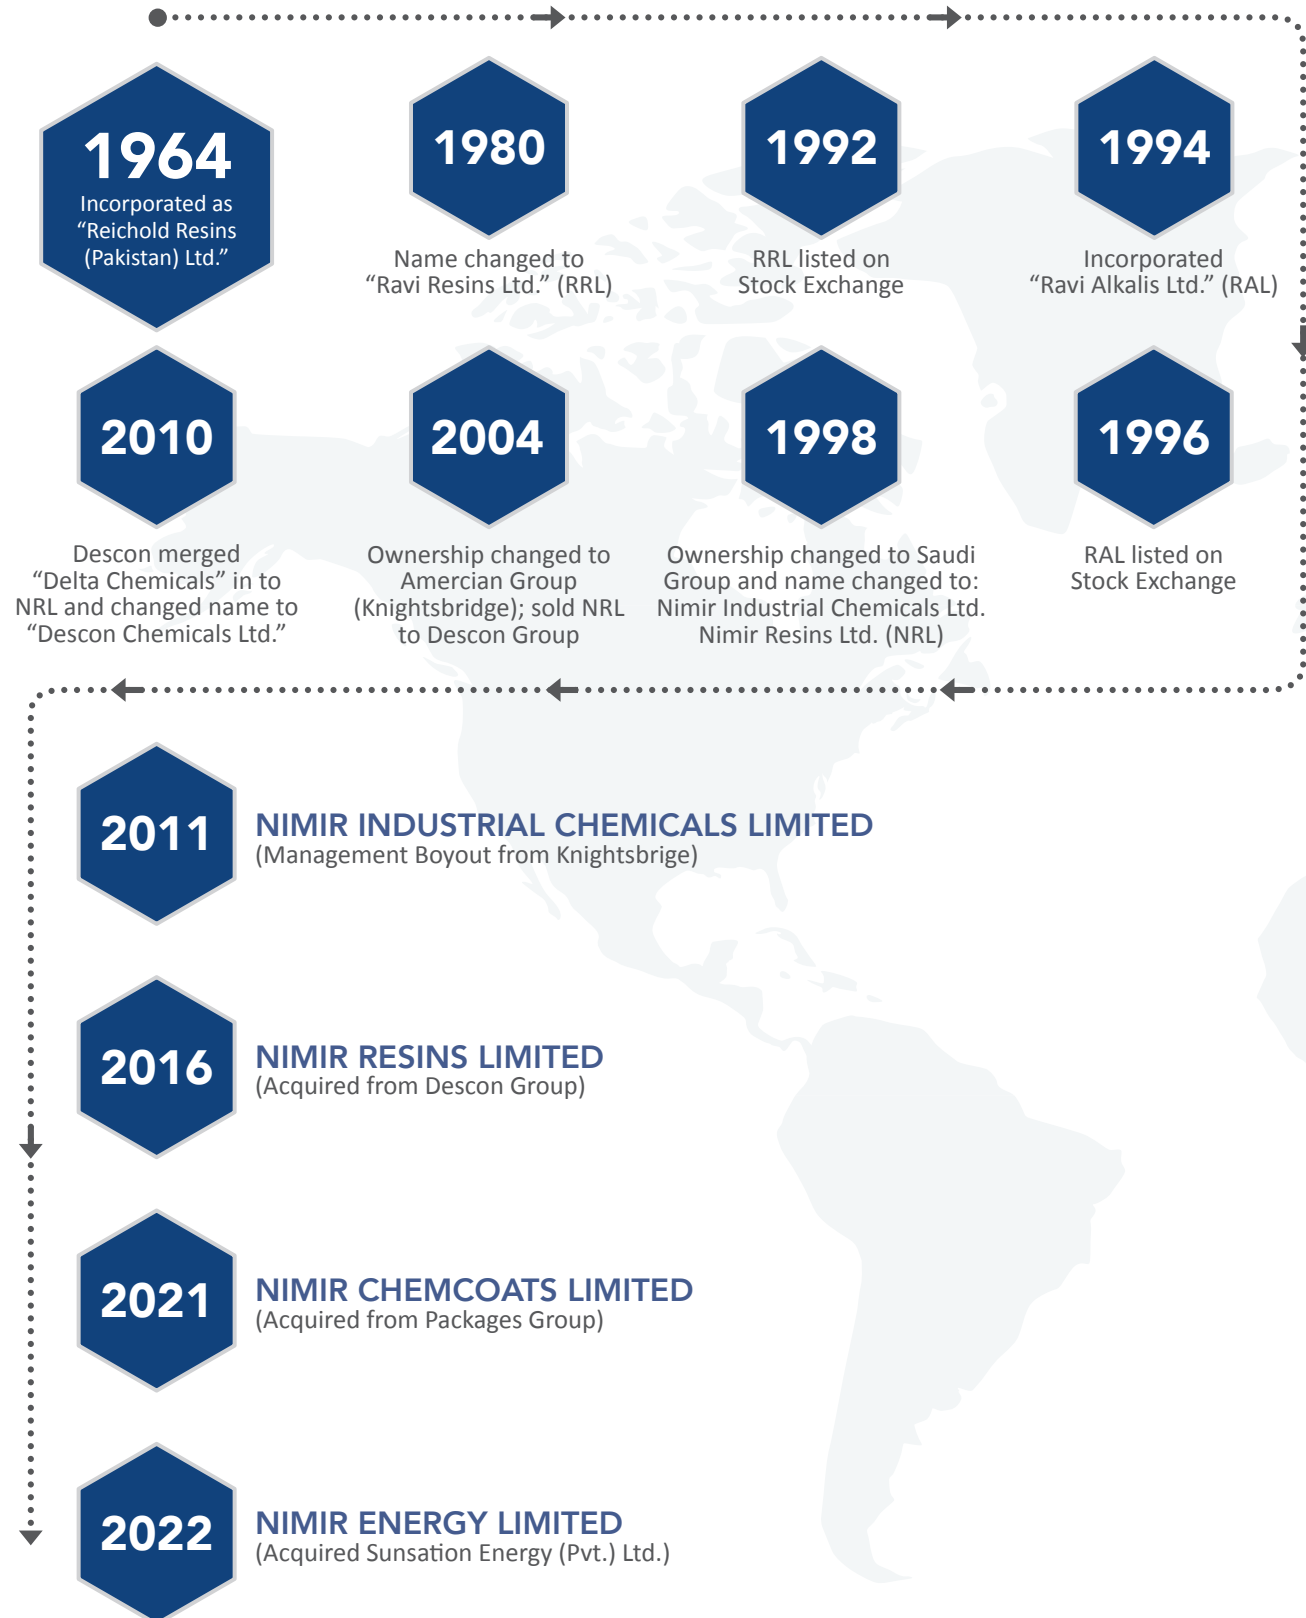 1964
Incorporated as
“Reichold Resins
(Pakistan) Ltd.”
1980
Name changed to
“Ravi Resins Ltd.” (RRL)
1992
RRL listed on
Stock Exchange
1994
Incorporated
“Ravi Alkalis Ltd.” (RAL)
1996
RAL listed on
Stock Exchange
1998
Ownership changed to Saudi
Group and name changed to:
Nimir Industrial Chemicals Ltd.
Nimir Resins Ltd. (NRL)
2004
Ownership changed to
Amercian Group
(Knightsbridge); sold NRL
to Descon Group
2010
Descon merged
“Delta Chemicals” in to
NRL and changed name to
“Descon Chemicals Ltd.”
2011
NIMIR INDUSTRIAL CHEMICALS LIMITED
(Management Boyout from Knightsbrige)
2016
NIMIR RESINS LIMITED
(Acquired from Descon Group)
2021
NIMIR CHEMCOATS LIMITED
(Acquired from Packages Group)
2022
NIMIR ENERGY LIMITED
(Acquired Sunsation Energy (Pvt.) Ltd.)